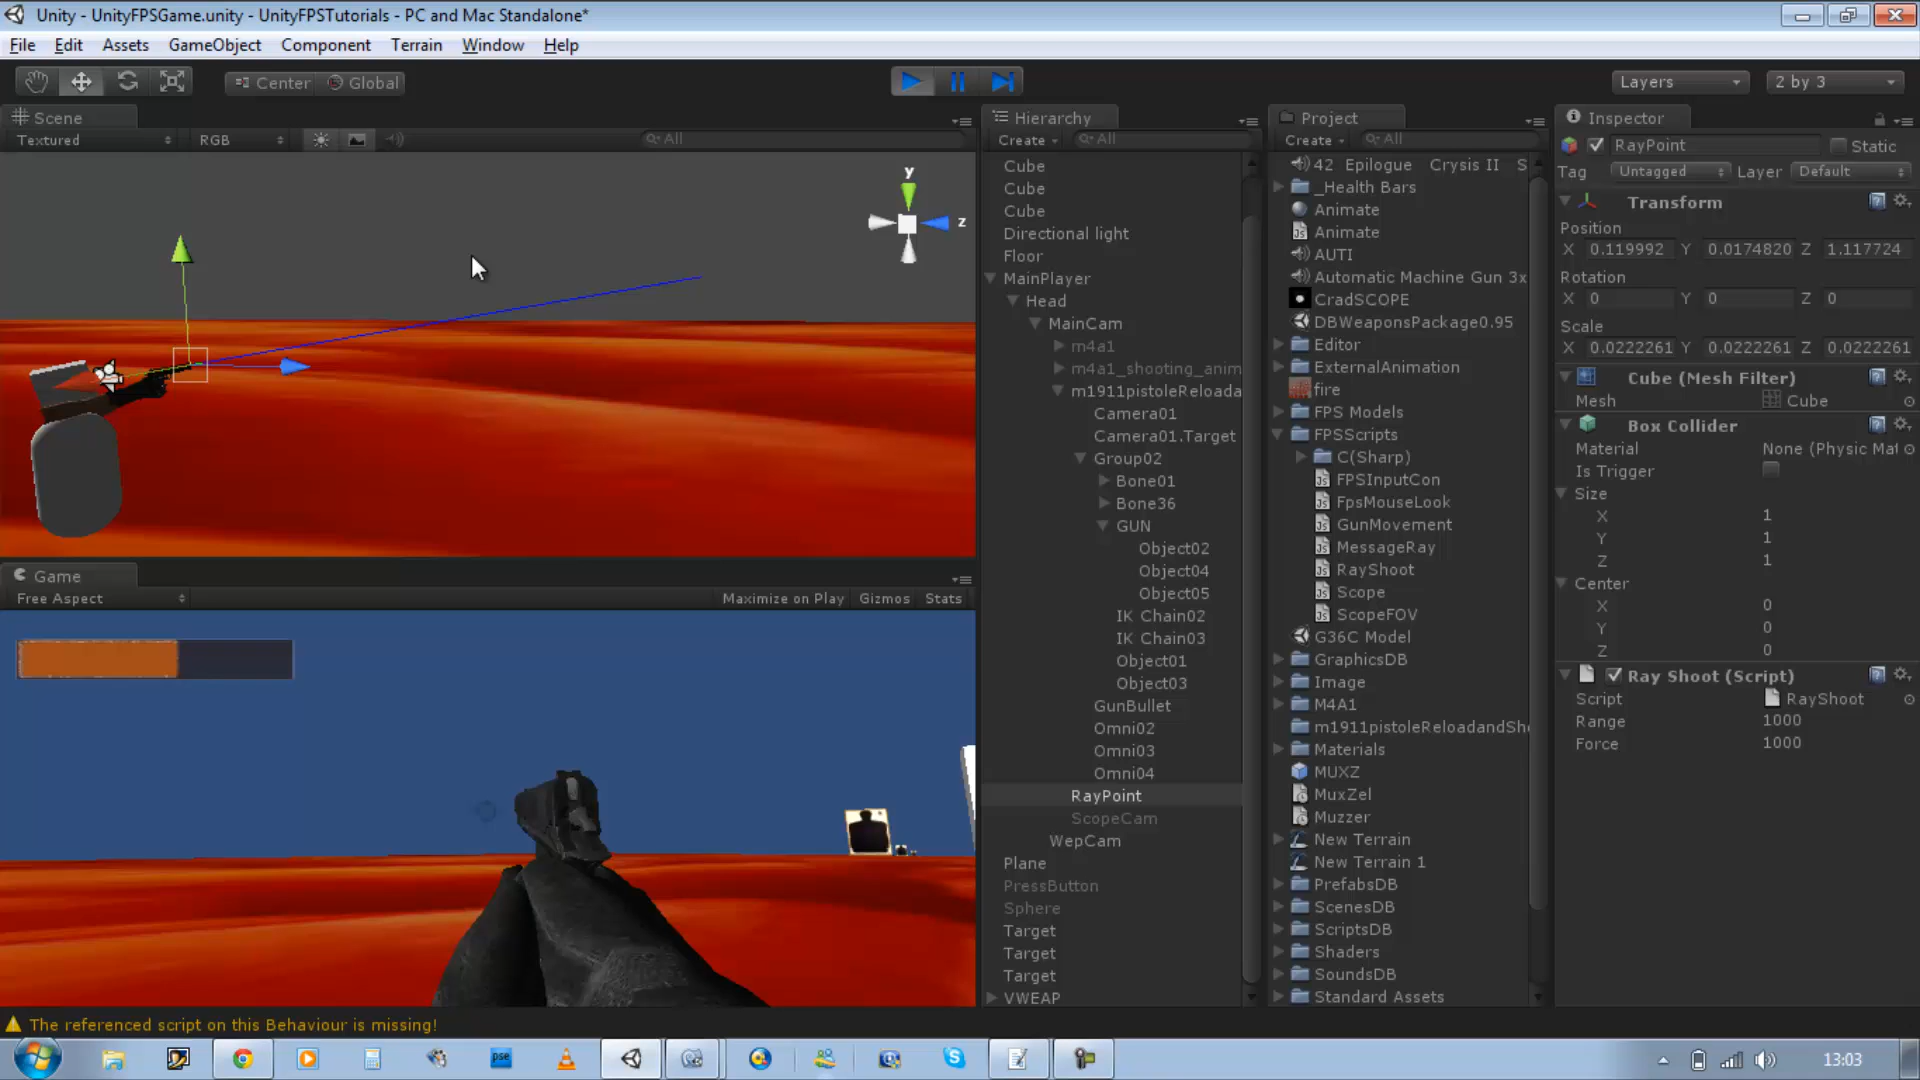 Unity - UnityFPSGame.unity - UnityFPSTutorials - PC and Mac Standalone*
File Edit Assets GameObject Component Terrain Window Help
Center Global
Layers
2 by 3
Scene
Textured RGB All
y
z
Game
Free Aspect Maximize on Play Gizmos Stats
Hierarchy
Create All
Cube
Cube
Cube
Directional light
Floor
MainPlayer
Head
MainCam
m4a1
m4a1_shooting_anim
m1911pistoleReloada
Camera01
Camera01.Target
Group02
Bone01
Bone36
GUN
Object02
Object04
Object05
IK Chain02
IK Chain03
Object01
Object03
GunBullet
Omni02
Omni03
Omni04
RayPoint
ScopeCam
WepCam
Plane
PressButton
Sphere
Target
Target
Target
VWEAP
Project
Create All
42 Epilogue Crysis II S
_Health Bars
Animate
Animate
AUTI
Automatic Machine Gun 3x
CradSCOPE
DBWeaponsPackage0.95
Editor
ExternalAnimation
fire
FPS Models
FPSScripts
C(Sharp)
FPSInputCon
FpsMouseLook
GunMovement
MessageRay
RayShoot
Scope
ScopeFOV
G36C Model
GraphicsDB
Image
M4A1
m1911pistoleReloadandSh
Materials
MUXZ
MuxZel
Muzzer
New Terrain
New Terrain 1
PrefabsDB
ScenesDB
ScriptsDB
Shaders
SoundsDB
Standard Assets
Inspector
RayPoint Static
Tag Untagged Layer Default
Transform
Position
X 0.119992 Y 0.0174820 Z 1.117724
Rotation
X 0 Y 0 Z 0
Scale
X 0.0222261 Y 0.0222261 Z 0.0222261
Cube (Mesh Filter)
Mesh Cube
Box Collider
Material None (Physic Mat
Is Trigger
Size
X 1
Y 1
Z 1
Center
X 0
Y 0
Z 0
Ray Shoot (Script)
Script RayShoot
Range 1000
Force 1000
The referenced script on this Behaviour is missing!
pse
13:03